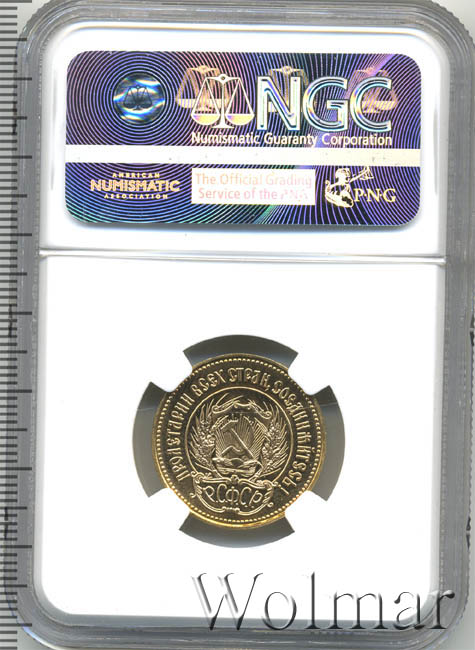 NGC
Numismatic Guaranty Corporation
AMERICAN
NUMISMATIC
ASSOCIATION
The Official Grading
Service of the PNG
PNG
ПРОЛЕТАРИИ ВСЕХ СТРАН, СОЕДИНЯЙТЕСЬ!
Р.С.Ф.С.Р.
Wolmar